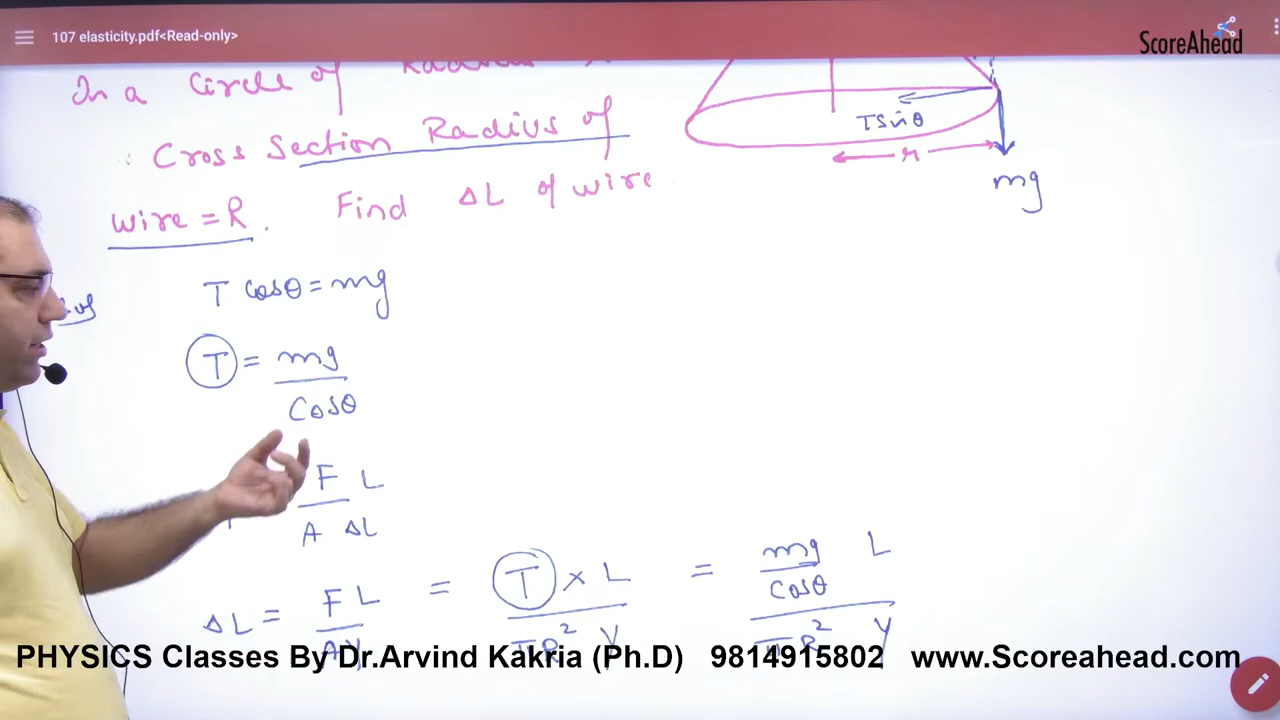 107 elasticity.pdf<Read-only>
ScoreAhead
In a Circle of Radius
Cross Section Radius of
wire = R. Find ΔL of wire
T sin θ
r
mg
T cosθ = mg
T = mg / Cosθ
F L / A ΔL
ΔL = F L / A Y = T × L / πR² Y = mg / cosθ L / πR² Y
PHYSICS Classes By Dr.Arvind Kakria (Ph.D) 9814915802 www.Scoreahead.com